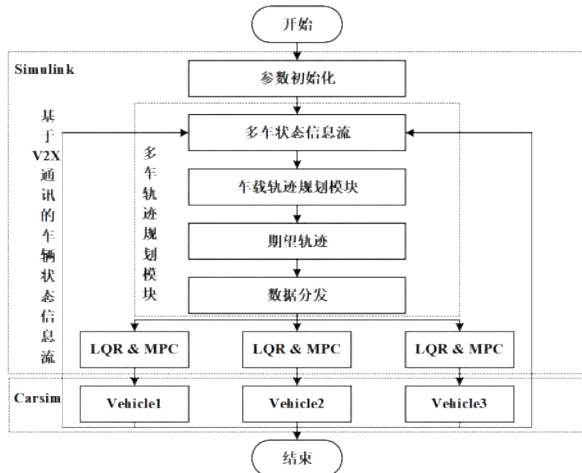 开始
Simulink
参数初始化
基于V2X通讯的车辆状态信息流
多车轨迹规划模块
多车状态信息流
车载轨迹规划模块
期望轨迹
数据分发
LQR & MPC
LQR & MPC
LQR & MPC
Carsim
Vehicle1
Vehicle2
Vehicle3
结束